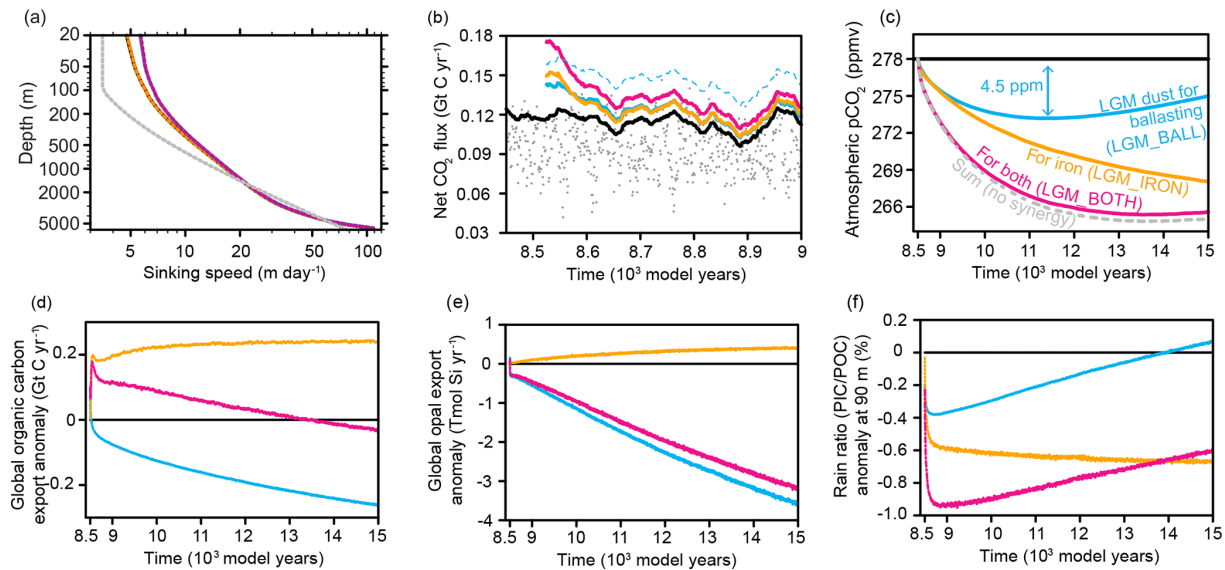 (a)
20
50
100
200
500
1000
2000
5000
Depth (m)
5
10
20
50
100
Sinking speed (m day⁻¹)
(b)
0.18
0.15
0.12
0.09
0.06
0.03
Net CO₂ flux (Gt C yr⁻¹)
8.5
8.6
8.7
8.8
8.9
9
Time (10³ model years)
(c)
278
275
272
269
266
Atmospheric pCO₂ (ppmv)
4.5 ppm
LGM dust for
ballasting
(LGM_BALL)
For iron (LGM_IRON)
For both (LGM_BOTH)
Sum (no synergy)
8.5
9
10
11
12
13
14
15
Time (10³ model years)
(d)
0.2
0
-0.2
Global organic carbon
export anomaly (Gt C yr⁻¹)
8.5
9
10
11
12
13
14
15
Time (10³ model years)
(e)
1
0
-1
-2
-3
-4
Global opal export
anomaly (Tmol Si yr⁻¹)
8.5
9
10
11
12
13
14
15
Time (10³ model years)
(f)
0.2
0
-0.2
-0.4
-0.6
-0.8
-1.0
Rain ratio (PIC/POC)
anomaly at 90 m (%)
8.5
9
10
11
12
13
14
15
Time (10³ model years)